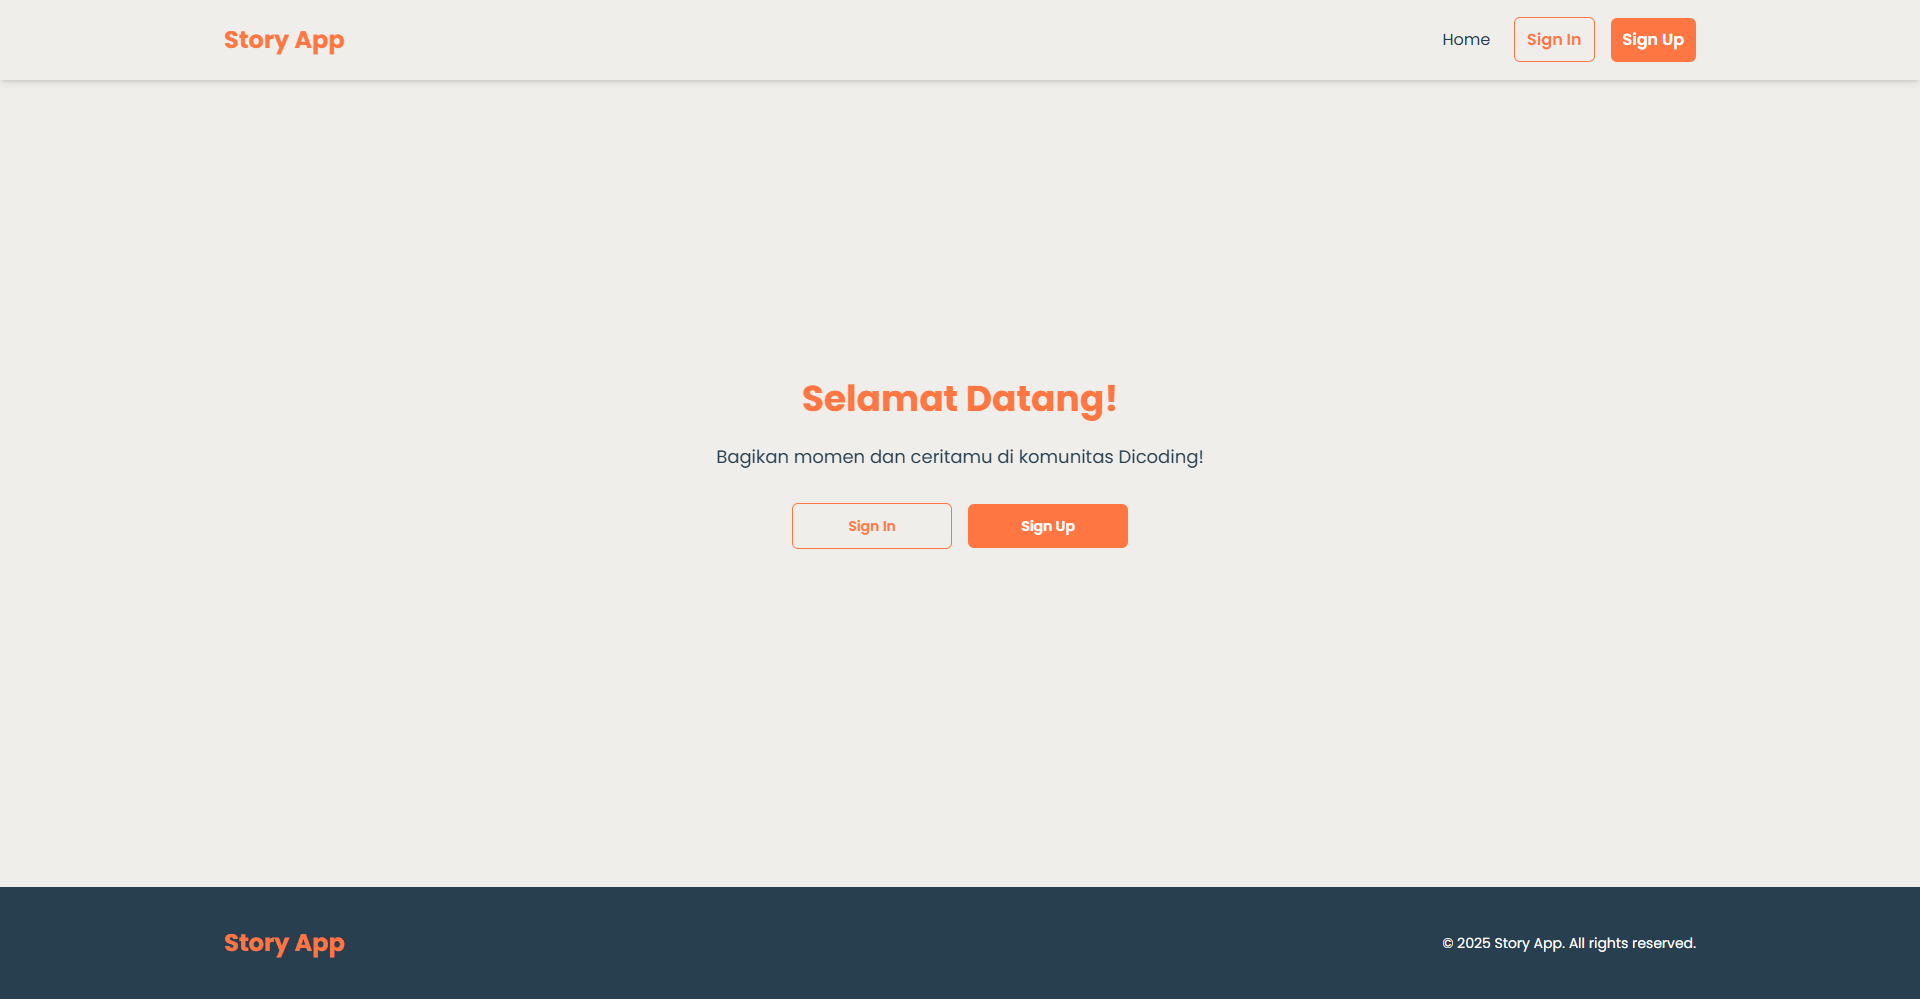 Story App
Home
Sign In
Sign Up
Selamat Datang!
Bagikan momen dan ceritamu di komunitas Dicoding!
Sign In
Sign Up
Story App
© 2025 Story App. All rights reserved.